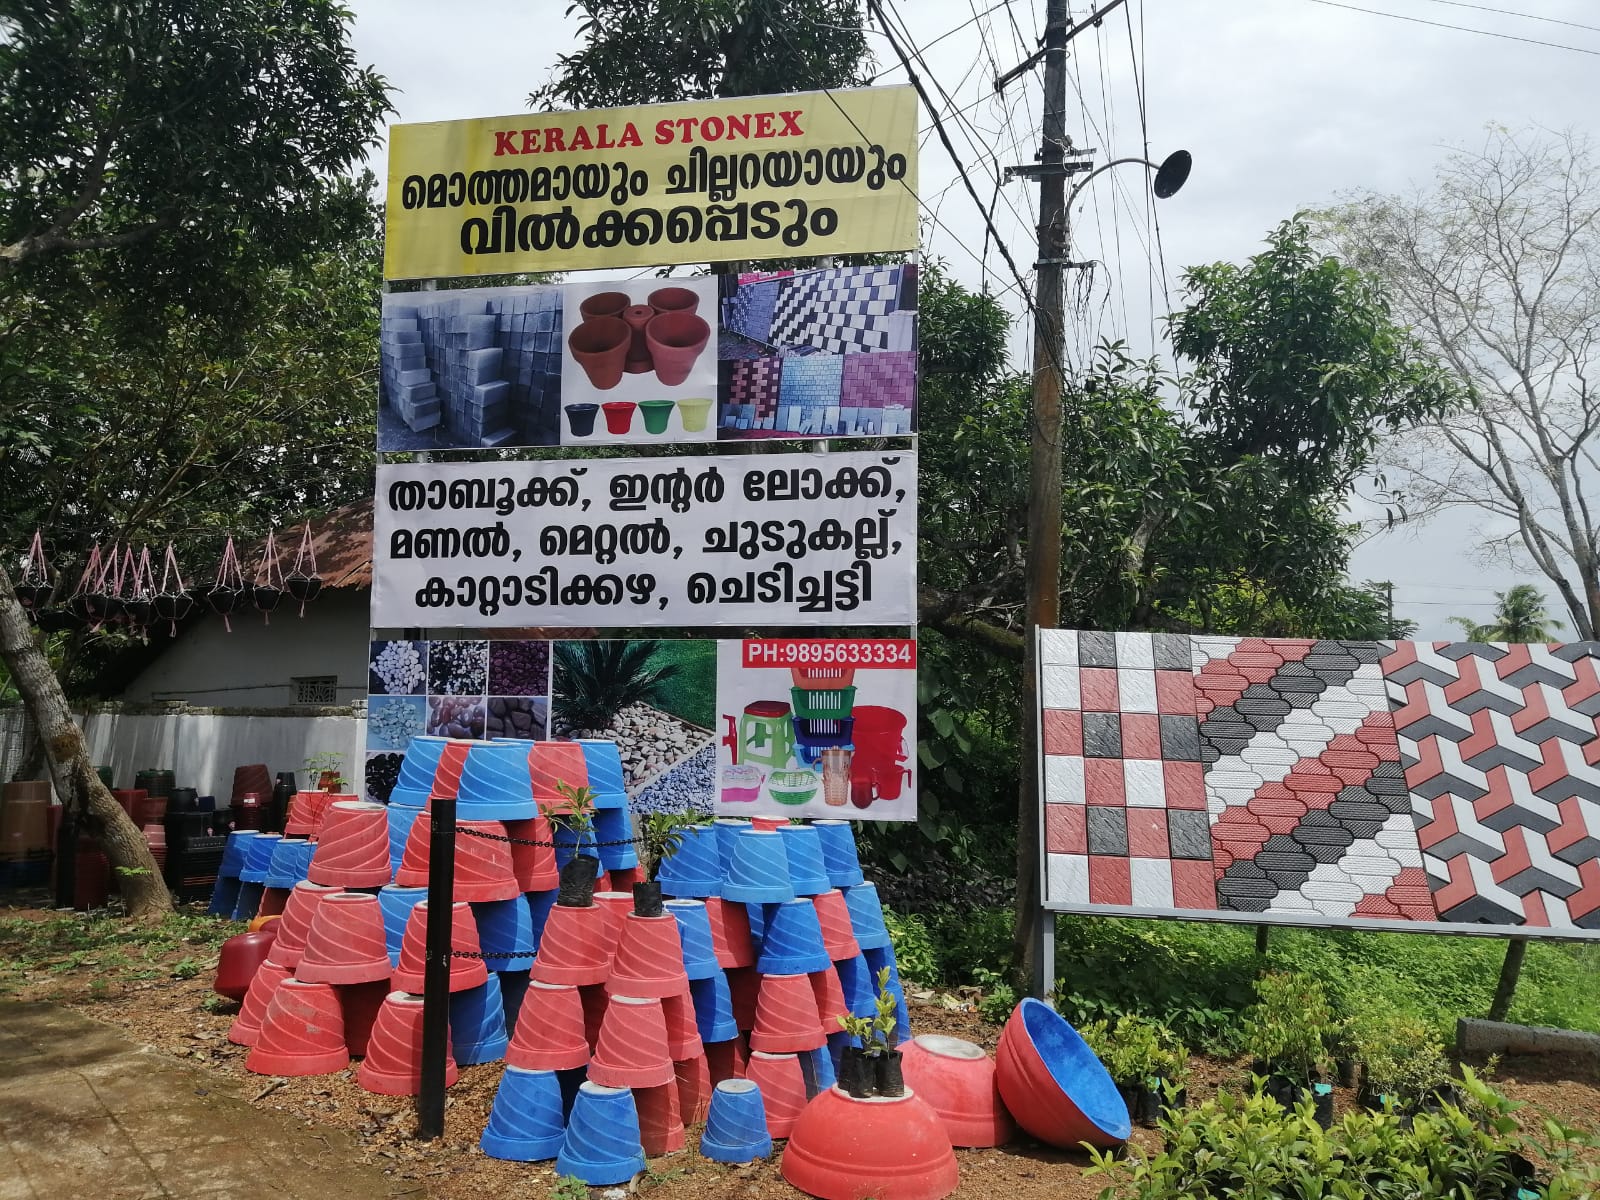 KERALA STONEX
മൊത്തമായും ചില്ലറയായും
വിൽക്കപ്പെടും
താബൂക്ക്, ഇന്റർ ലോക്ക്,
മണൽ, മെറ്റൽ, ചുടുകല്ല്,
കാറ്റാടിക്കഴ, ചെടിച്ചട്ടി
PH:9895633334